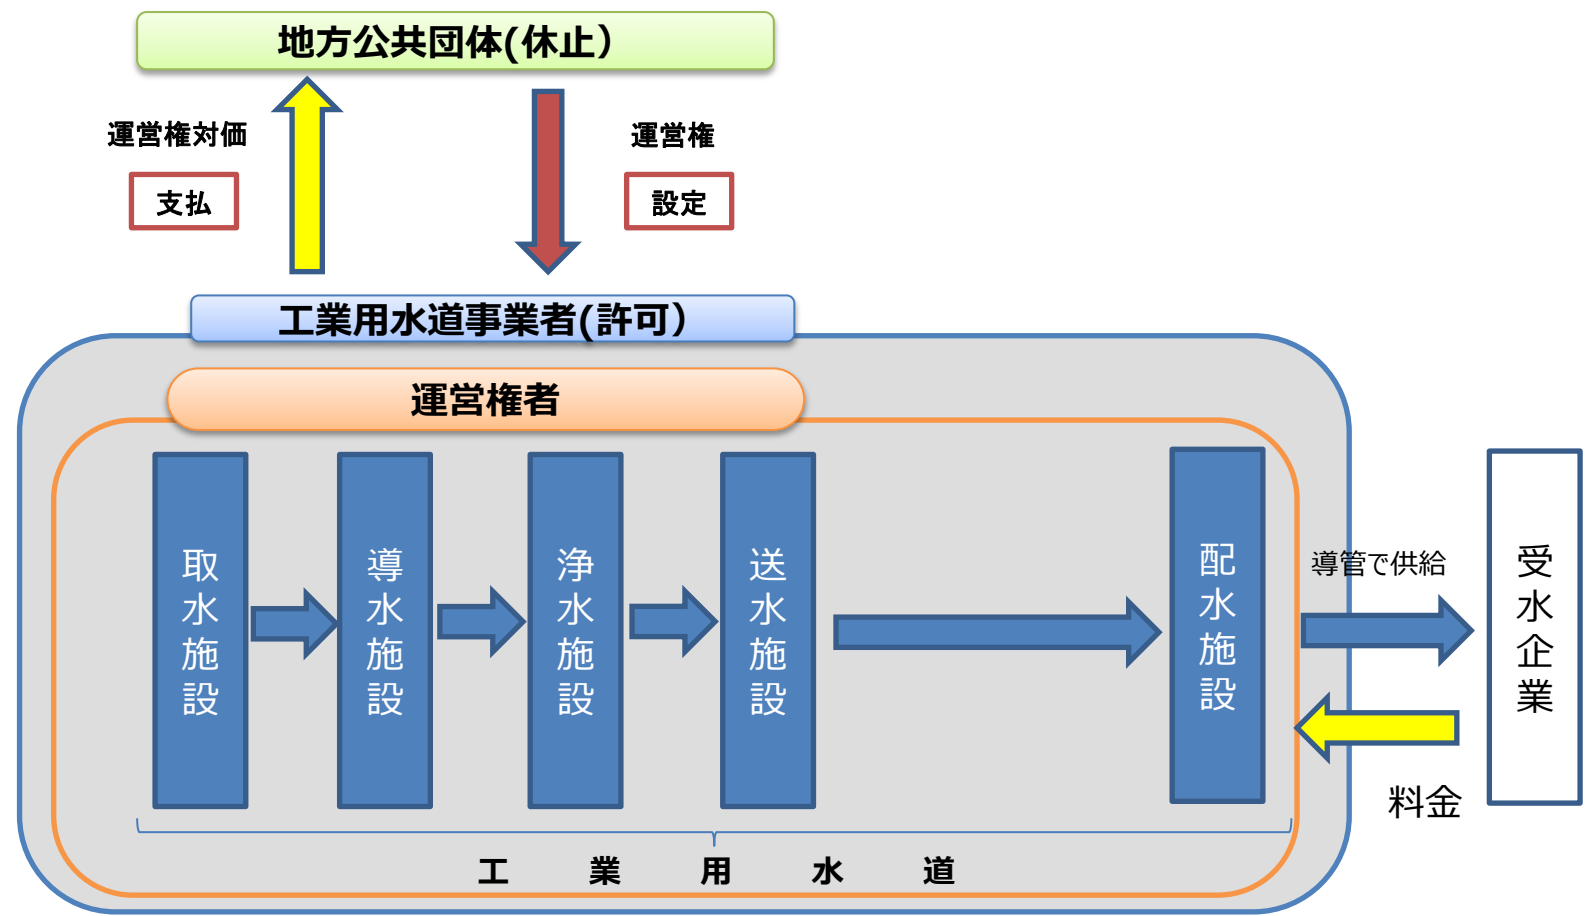 地方公共団体(休止）
運営権対価
支払
運営権
設定
工業用水道事業者(許可）
運営権者
取水施設
導水施設
浄水施設
送水施設
配水施設
導管で供給
受水企業
料金
工業用水道